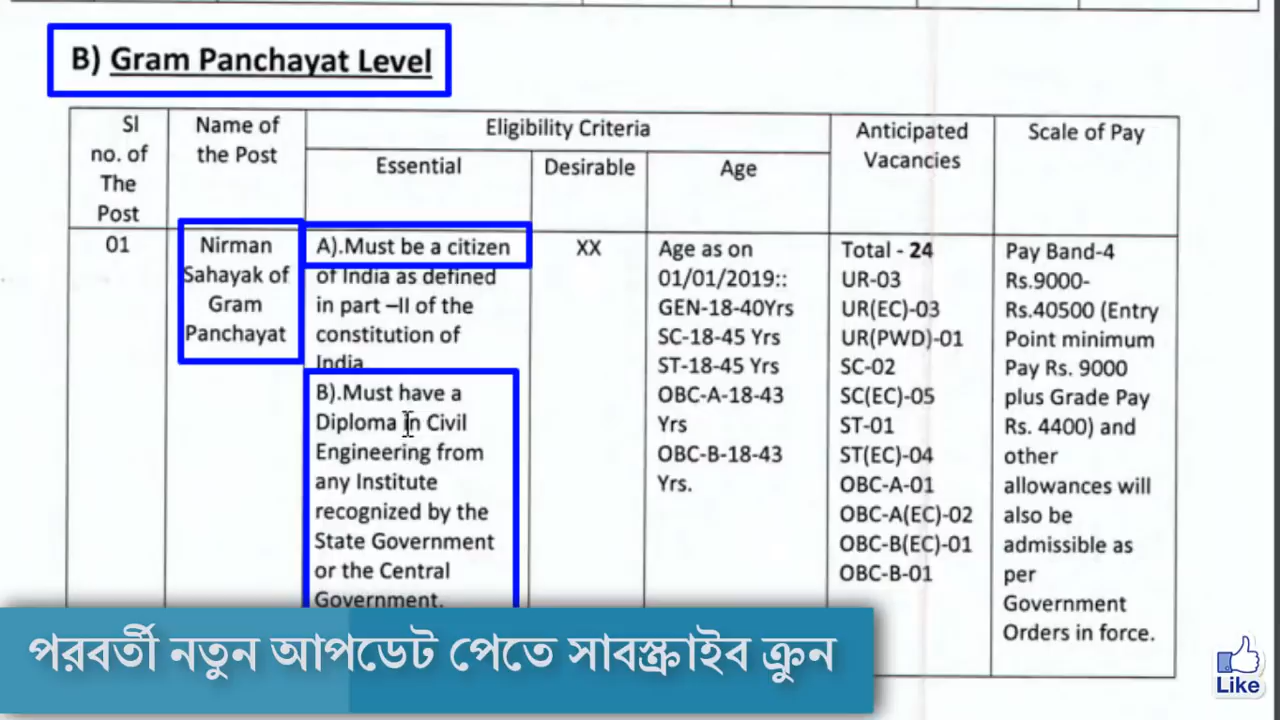 B) Gram Panchayat Level
Sl
no. of
The
Post
Name of
the Post
Eligibility Criteria
Essential
Desirable
Age
Anticipated
Vacancies
Scale of Pay
01
Nirman
Sahayak of
Gram
Panchayat
A).Must be a citizen
of India as defined
in part –II of the
constitution of
India
B).Must have a
Diploma in Civil
Engineering from
any Institute
recognized by the
State Government
or the Central
Government.
XX
Age as on
01/01/2019::
GEN-18-40Yrs
SC-18-45 Yrs
ST-18-45 Yrs
OBC-A-18-43
Yrs
OBC-B-18-43
Yrs.
Total - 24
UR-03
UR(EC)-03
UR(PWD)-01
SC-02
SC(EC)-05
ST-01
ST(EC)-04
OBC-A-01
OBC-A(EC)-02
OBC-B(EC)-01
OBC-B-01
Pay Band-4
Rs.9000-
Rs.40500 (Entry
Point minimum
Pay Rs. 9000
plus Grade Pay
Rs. 4400) and
other
allowances will
also be
admissible as
per
Government
Orders in force.
পরবর্তী নতুন আপডেট পেতে সাবস্ক্রাইব ক্রুন
Like